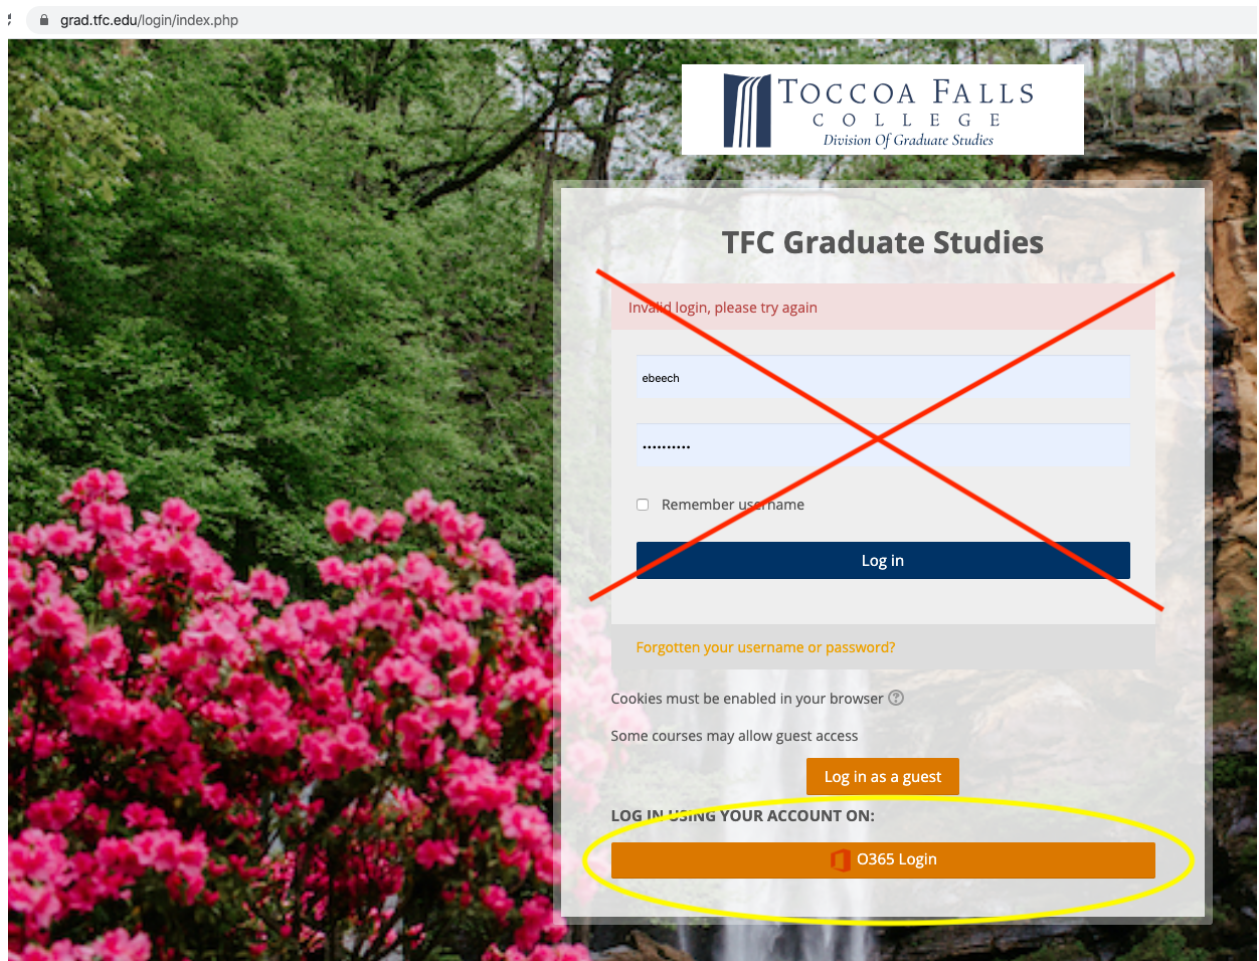 grad.tfc.edu/login/index.php
TOCCOA FALLS
COLLEGE
Division Of Graduate Studies
TFC Graduate Studies
Invalid login, please try again
ebeech
••••••••••
Remember username
Log in
Forgotten your username or password?
Cookies must be enabled in your browser ?
Some courses may allow guest access
Log in as a guest
LOG IN USING YOUR ACCOUNT ON:
O365 Login